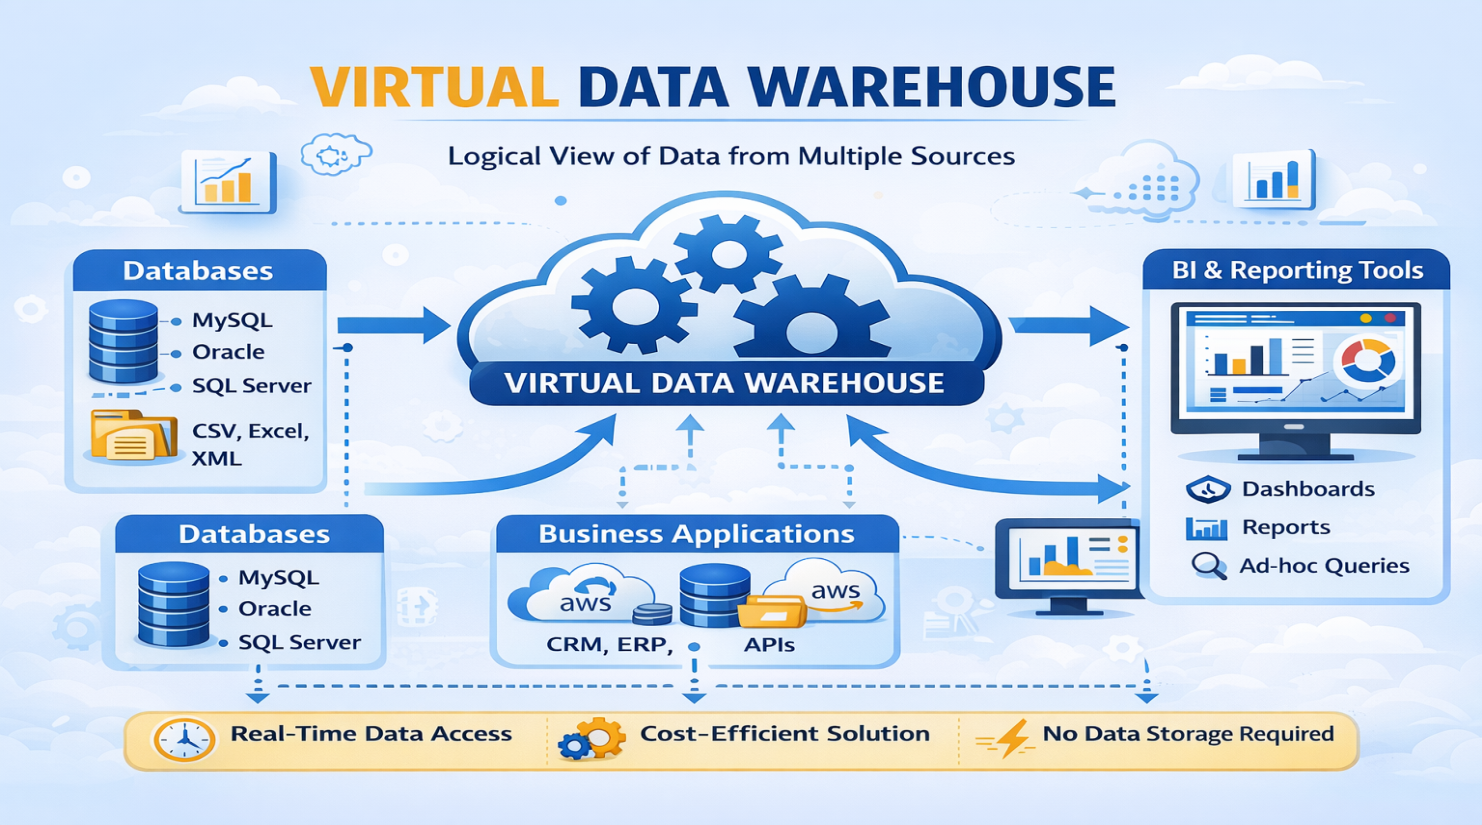 VIRTUAL DATA WAREHOUSE
Logical View of Data from Multiple Sources
Databases
MySQL
Oracle
SQL Server
CSV, Excel,
XML
VIRTUAL DATA WAREHOUSE
BI & Reporting Tools
Dashboards
Reports
Ad-hoc Queries
Databases
MySQL
Oracle
SQL Server
Business Applications
aws
aws
CRM, ERP,
APIs
Real-Time Data Access
Cost-Efficient Solution
No Data Storage Required